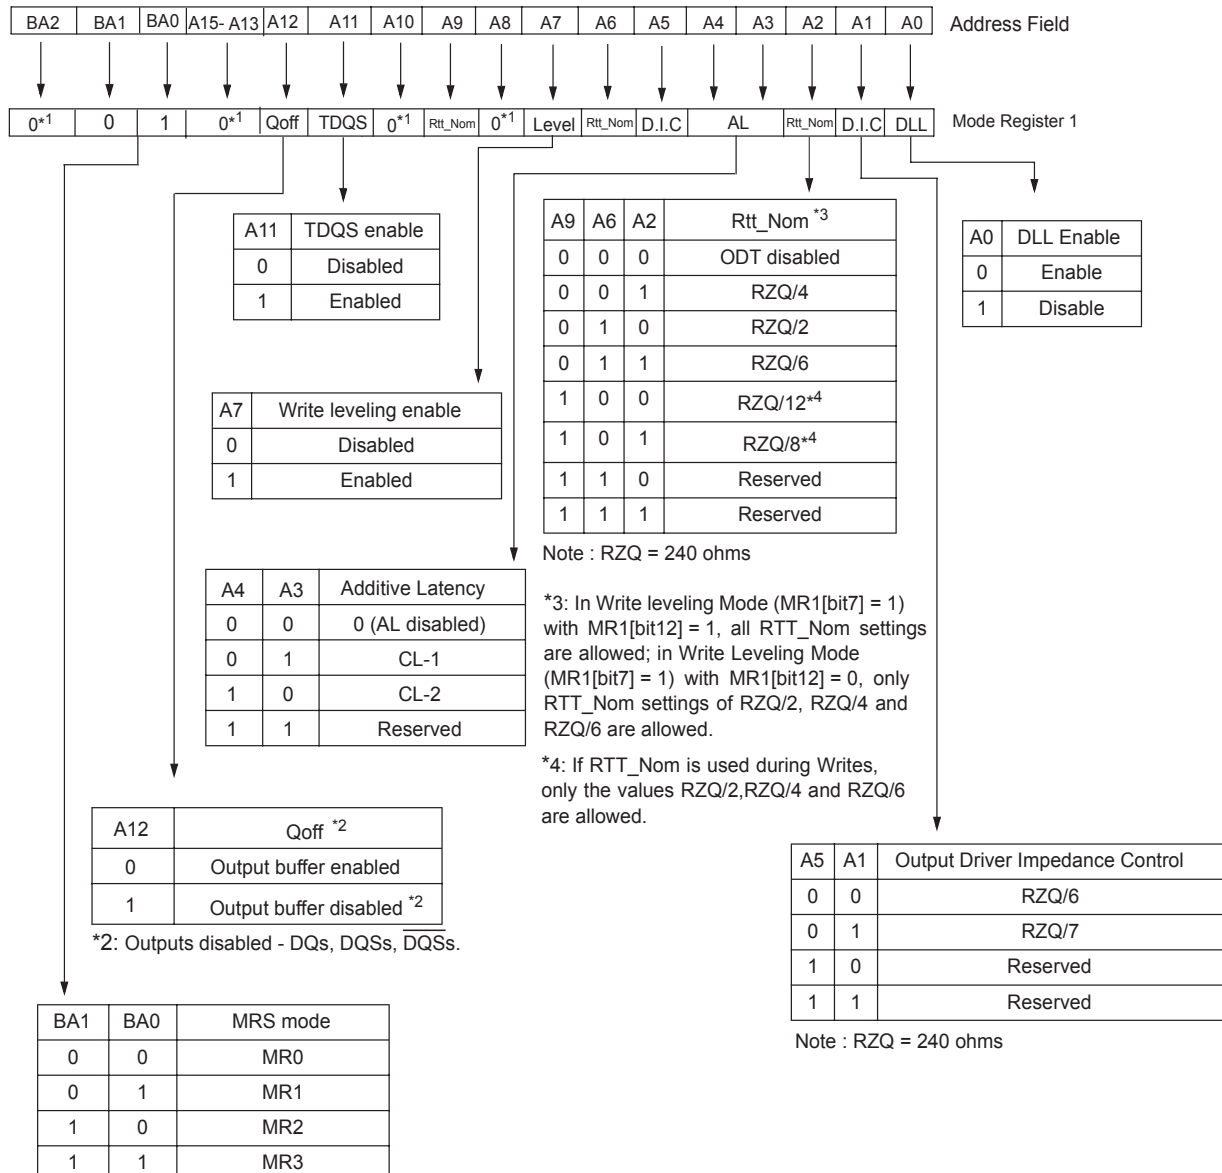 BA2 BA1 BA0 A15- A13 A12 A11 A10 A9 A8 A7 A6 A5 A4 A3 A2 A1 A0 Address Field
0*1 0 1 0*1 Qoff TDQS 0*1 Rtt_Nom 0*1 Level Rtt_Nom D.I.C AL Rtt_Nom D.I.C DLL Mode Register 1
A11 TDQS enable
0 Disabled
1 Enabled
A9 A6 A2 Rtt_Nom *3
0 0 0 ODT disabled
0 0 1 RZQ/4
0 1 0 RZQ/2
0 1 1 RZQ/6
1 0 0 RZQ/12*4
1 0 1 RZQ/8*4
1 1 0 Reserved
1 1 1 Reserved
Note : RZQ = 240 ohms
A0 DLL Enable
0 Enable
1 Disable
A7 Write leveling enable
0 Disabled
1 Enabled
A4 A3 Additive Latency
0 0 0 (AL disabled)
0 1 CL-1
1 0 CL-2
1 1 Reserved
*3: In Write leveling Mode (MR1[bit7] = 1)
with MR1[bit12] = 1, all RTT_Nom settings
are allowed; in Write Leveling Mode
(MR1[bit7] = 1) with MR1[bit12] = 0, only
RTT_Nom settings of RZQ/2, RZQ/4 and
RZQ/6 are allowed.
*4: If RTT_Nom is used during Writes,
only the values RZQ/2,RZQ/4 and RZQ/6
are allowed.
A12 Qoff *2
0 Output buffer enabled
1 Output buffer disabled *2
*2: Outputs disabled - DQs, DQSs, DQSs.
A5 A1 Output Driver Impedance Control
0 0 RZQ/6
0 1 RZQ/7
1 0 Reserved
1 1 Reserved
Note : RZQ = 240 ohms
BA1 BA0 MRS mode
0 0 MR0
0 1 MR1
1 0 MR2
1 1 MR3